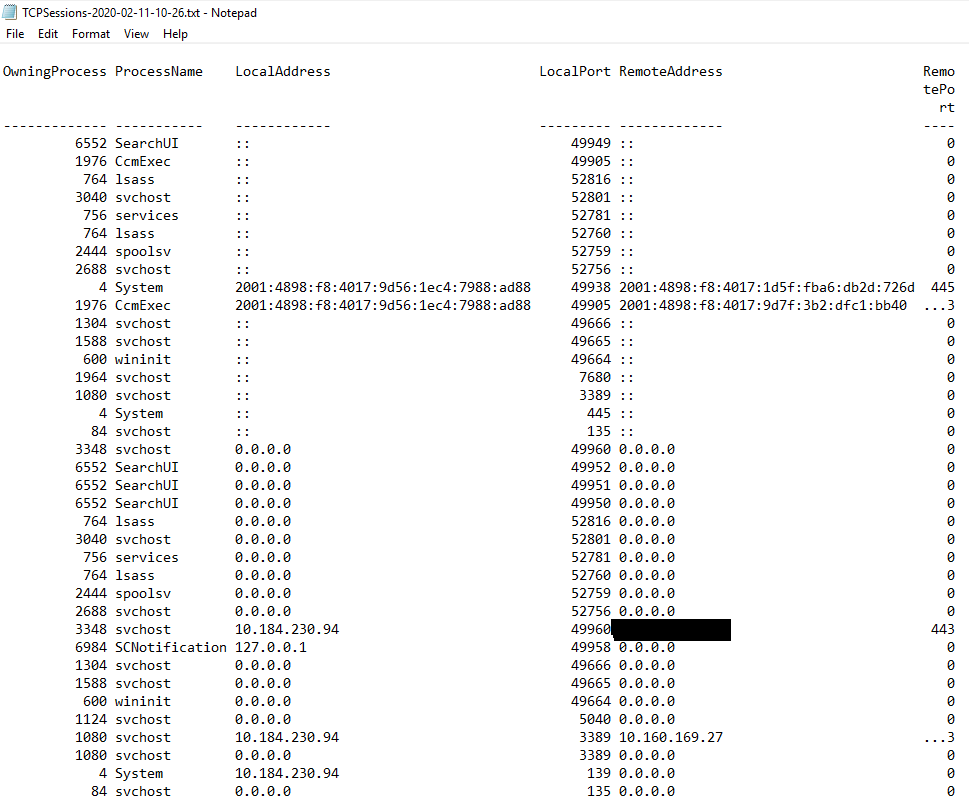 TCPSessions-2020-02-11-10-26.txt - Notepad
File Edit Format View Help
OwningProcess ProcessName LocalAddress LocalPort RemoteAddress Remo
tePo
rt
------------- ----------- ------------ --------- ------------- ----
6552 SearchUI :: 49949 :: 0
1976 CcmExec :: 49905 :: 0
764 lsass :: 52816 :: 0
3040 svchost :: 52801 :: 0
756 services :: 52781 :: 0
764 lsass :: 52760 :: 0
2444 spoolsv :: 52759 :: 0
2688 svchost :: 52756 :: 0
4 System 2001:4898:f8:4017:9d56:1ec4:7988:ad88 49938 2001:4898:f8:4017:1d5f:fba6:db2d:726d 445
1976 CcmExec 2001:4898:f8:4017:9d56:1ec4:7988:ad88 49905 2001:4898:f8:4017:9d7f:3b2:dfc1:bb40 ...3
1304 svchost :: 49666 :: 0
1588 svchost :: 49665 :: 0
600 wininit :: 49664 :: 0
1964 svchost :: 7680 :: 0
1080 svchost :: 3389 :: 0
4 System :: 445 :: 0
84 svchost :: 135 :: 0
3348 svchost 0.0.0.0 49960 0.0.0.0 0
6552 SearchUI 0.0.0.0 49952 0.0.0.0 0
6552 SearchUI 0.0.0.0 49951 0.0.0.0 0
6552 SearchUI 0.0.0.0 49950 0.0.0.0 0
764 lsass 0.0.0.0 52816 0.0.0.0 0
3040 svchost 0.0.0.0 52801 0.0.0.0 0
756 services 0.0.0.0 52781 0.0.0.0 0
764 lsass 0.0.0.0 52760 0.0.0.0 0
2444 spoolsv 0.0.0.0 52759 0.0.0.0 0
2688 svchost 0.0.0.0 52756 0.0.0.0 0
3348 svchost 10.184.230.94 49960 443
6984 SCNotification 127.0.0.1 49958 0.0.0.0 0
1304 svchost 0.0.0.0 49666 0.0.0.0 0
1588 svchost 0.0.0.0 49665 0.0.0.0 0
600 wininit 0.0.0.0 49664 0.0.0.0 0
1124 svchost 0.0.0.0 5040 0.0.0.0 0
1080 svchost 10.184.230.94 3389 10.160.169.27 ...3
1080 svchost 0.0.0.0 3389 0.0.0.0 0
4 System 10.184.230.94 139 0.0.0.0 0
84 svchost 0.0.0.0 135 0.0.0.0 0